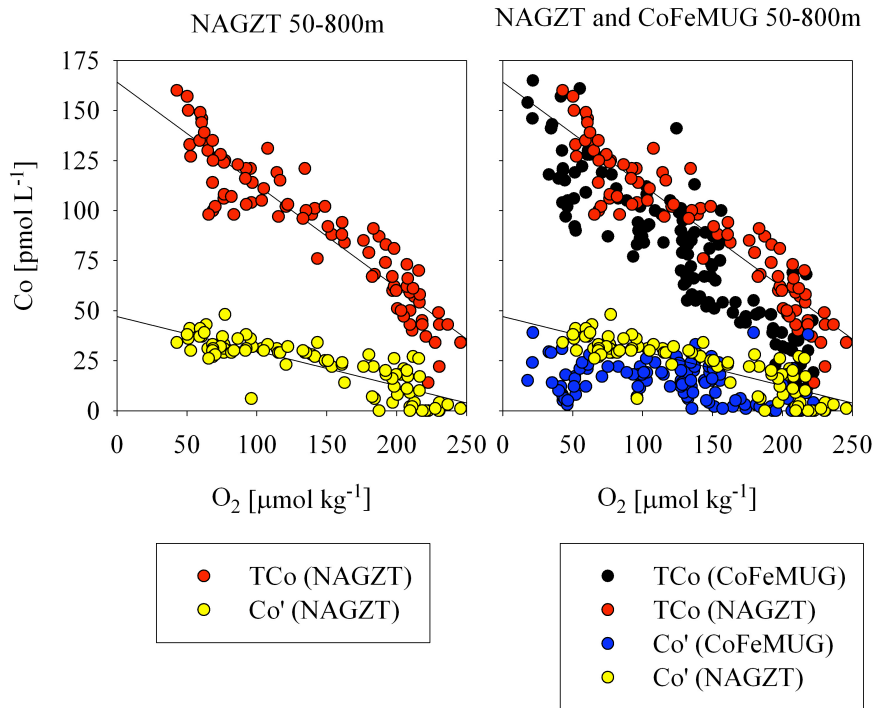 NAGZT 50-800m
NAGZT and CoFeMUG 50-800m
Co [pmol L-1]
175
150
125
100
75
50
25
0
0 50 100 150 200 250
0 50 100 150 200 250
O2 [μmol kg-1]
O2 [μmol kg-1]
TCo (NAGZT)
Co' (NAGZT)
TCo (CoFeMUG)
TCo (NAGZT)
Co' (CoFeMUG)
Co' (NAGZT)